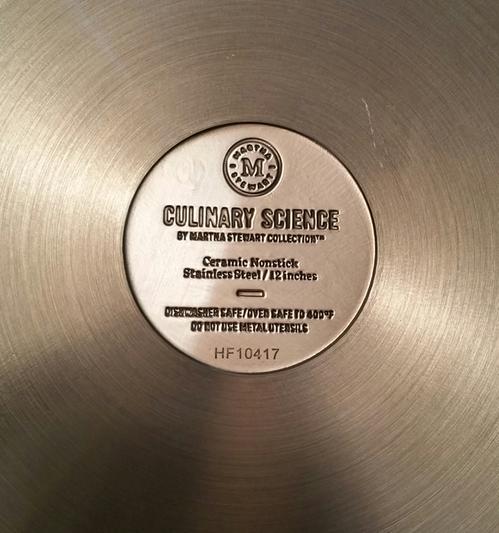 MARTHA
M
STEWART
CULINARY SCIENCE
BY MARTHA STEWART COLLECTION™
Ceramic Nonstick
Stainless Steel / 12 inches
DISHWASHER SAFE / OVEN SAFE TO 400°F
DO NOT USE METAL UTENSILS
HF10417